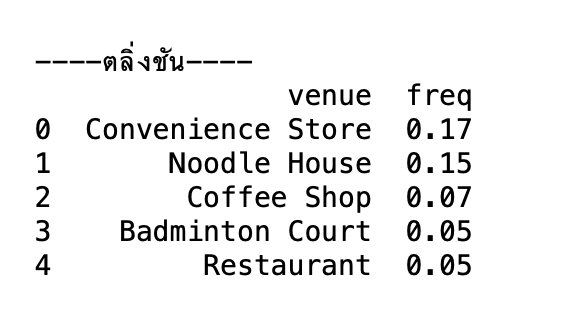 ----ตลิ่งชัน----
venue freq
0 Convenience Store 0.17
1 Noodle House 0.15
2 Coffee Shop 0.07
3 Badminton Court 0.05
4 Restaurant 0.05